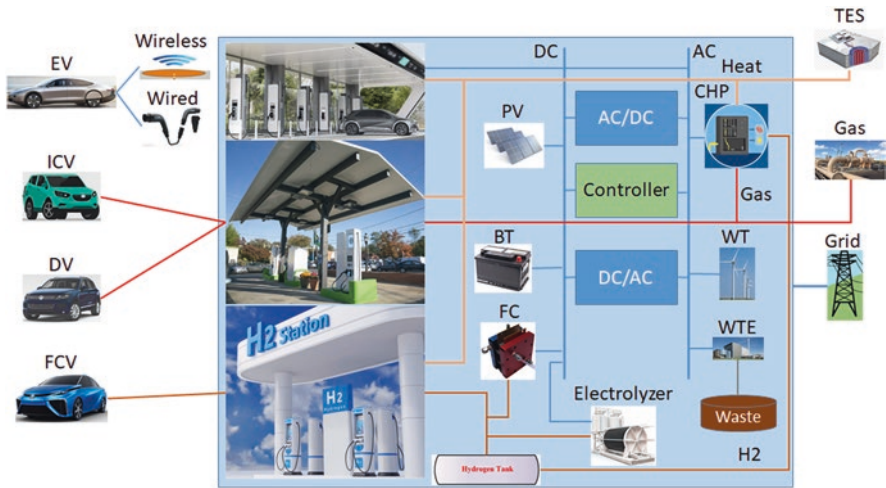 EV
Wireless
Wired
ICV
DV
FCV
H2 Station
H2
Hydrogen
DC
AC
Heat
TES
PV
AC/DC
CHP
Gas
Controller
Gas
BT
DC/AC
WT
Grid
FC
WTE
Electrolyzer
Waste
Hydrogen Tank
H2